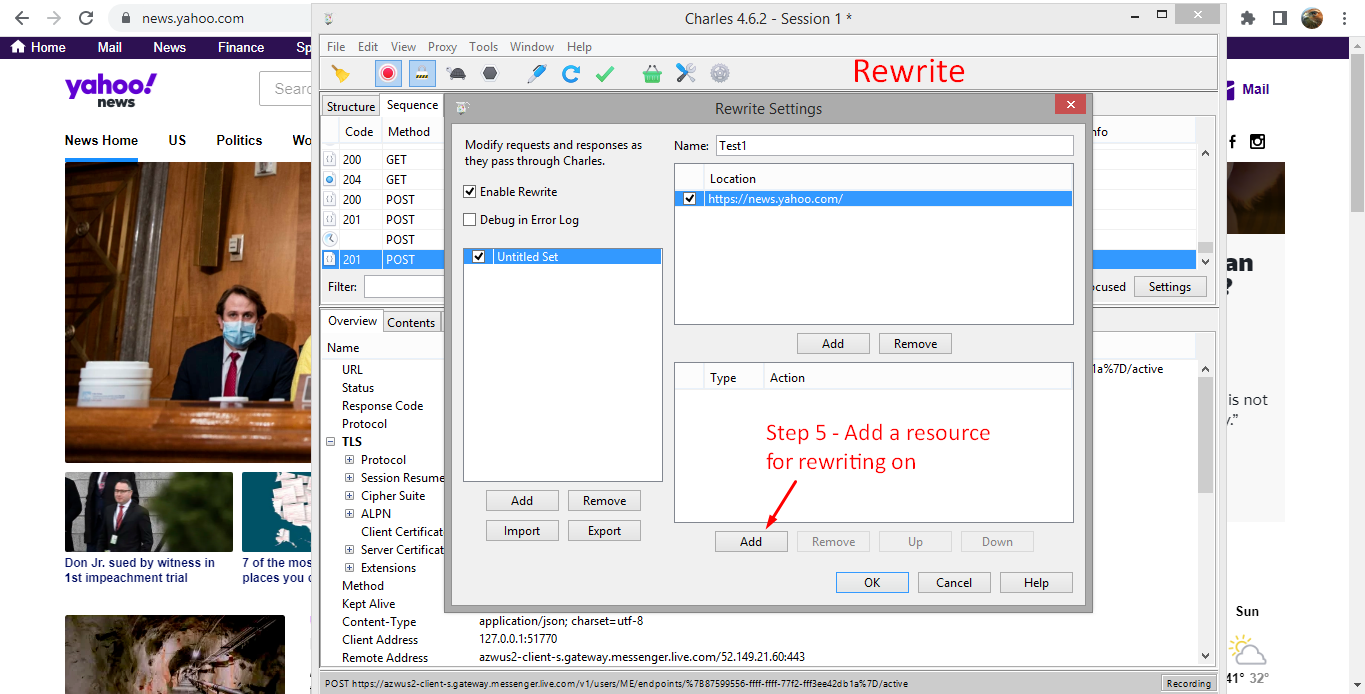 news.yahoo.com
Home Mail News Finance Sp
yahoo!
news
Searc
News Home US Politics Wo
Don Jr. sued by witness in
1st impeachment trial
7 of the mos
places you c
Charles 4.6.2 - Session 1 *
File Edit View Proxy Tools Window Help
Rewrite
Structure Sequence
Code Method
nfo
200 GET
204 GET
200 POST
201 POST
POST
201 POST
Filter:
ocused Settings
Overview Contents
Name
URL
1a%7D/active
Status
Response Code
Protocol
TLS
Protocol
Session Resume
Cipher Suite
ALPN
Client Certificat
Server Certificat
Extensions
Method
Kept Alive
Content-Type application/json; charset=utf-8
Client Address 127.0.0.1:51770
Remote Address azwus2-client-s.gateway.messenger.live.com/52.149.21.60:443
POST https://azwus2-client-s.gateway.messenger.live.com/v1/users/ME/endpoints/%7B87599556-ffff-ffff-77f2-fff3ee42db1a%7D/active
Recording
Rewrite Settings
Modify requests and responses as
they pass through Charles.
Enable Rewrite
Debug in Error Log
Untitled Set
Add Remove
Import Export
Name: Test1
Location
https://news.yahoo.com/
Add Remove
Type Action
Step 5 - Add a resource
for rewriting on
Add Remove Up Down
OK Cancel Help
Mail
an
?
is not
y.”
Sun
41° 32°